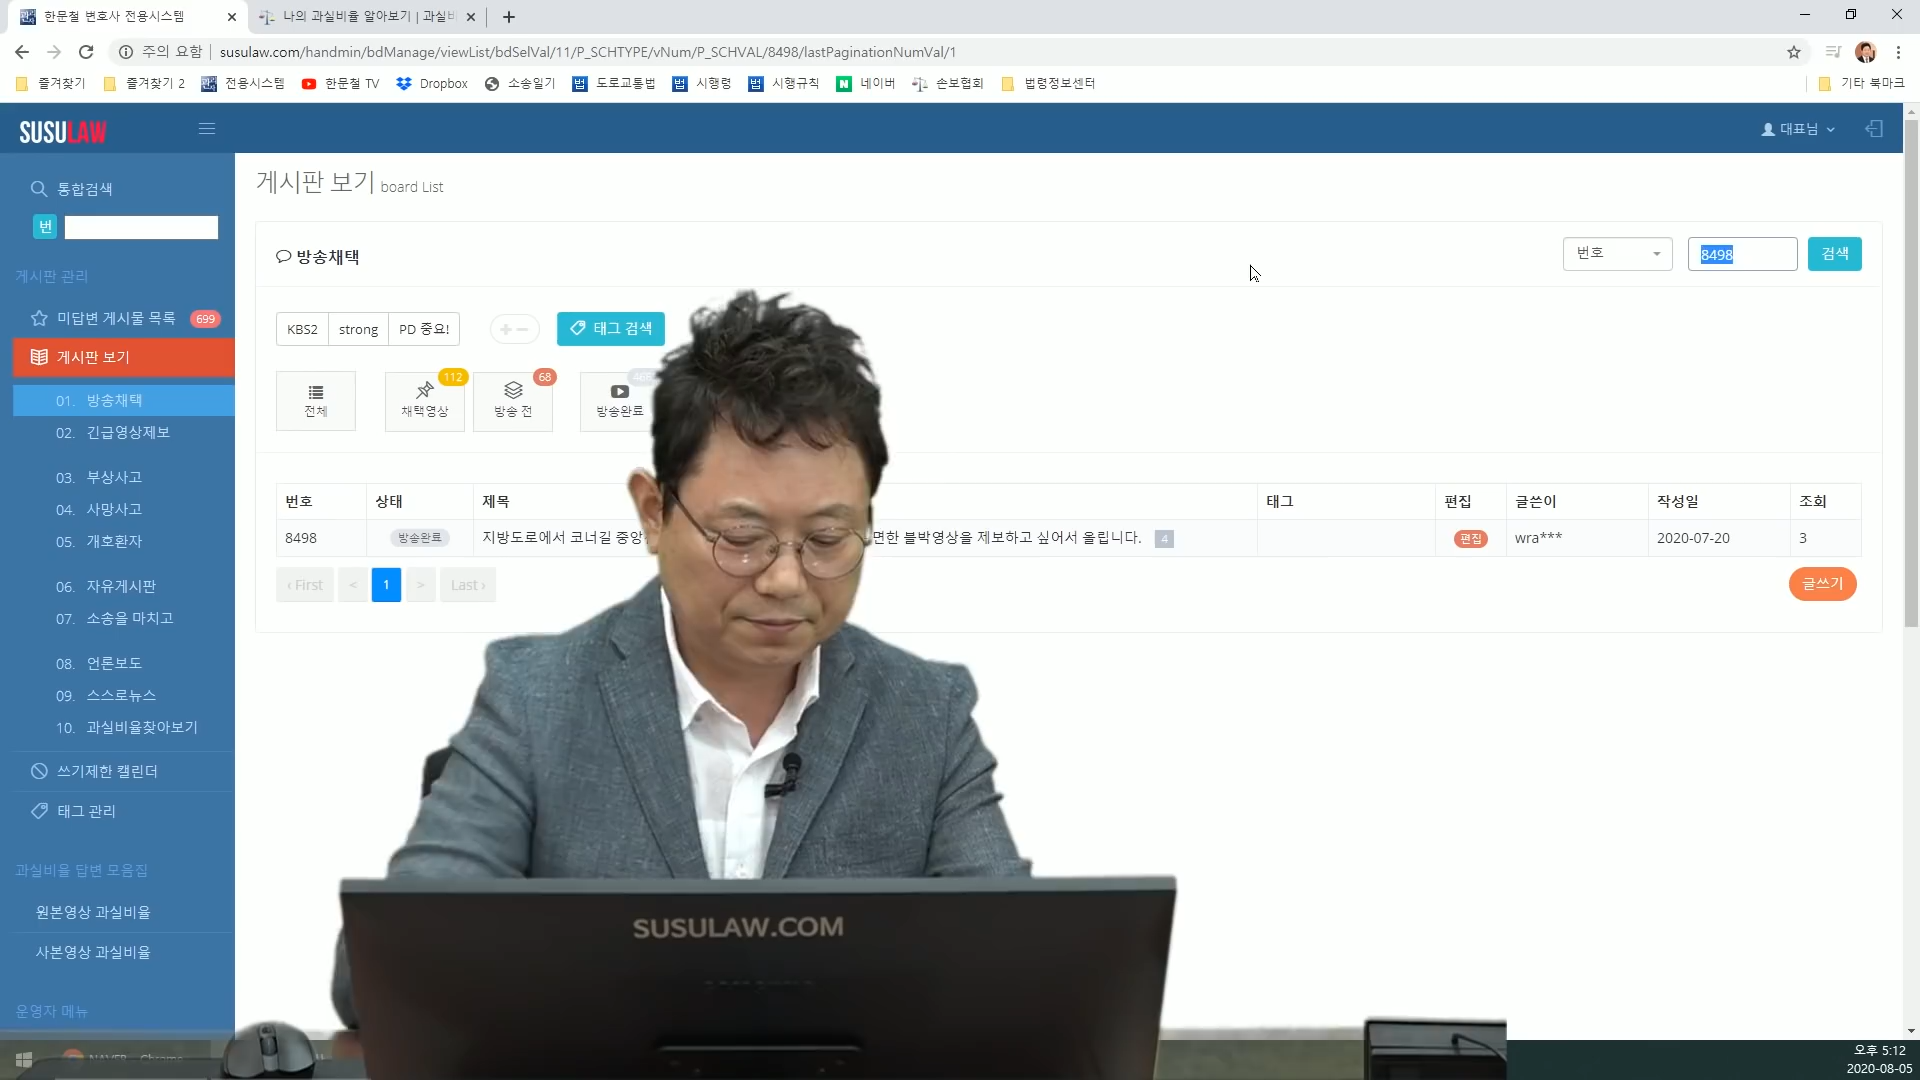 한문철 변호사 전용시스템
나의 과실비율 알아보기 | 과실비
주의 요함 | susulaw.com/handmin/bdManage/viewList/bdSelVal/11/P_SCHTYPE/vNum/P_SCHVAL/8498/lastPaginationNumVal/1
즐겨찾기 즐겨찾기 2 전용시스템 한문철 TV Dropbox 소송일기 법 도로교통법 법 시행령 법 시행규칙 N 네이버 손보협회 법령정보센터 기타 북마크
SUSULAW
대표님
통합검색
번
게시판 관리
미답변 게시물 목록 699
게시판 보기
01. 방송채택
02. 긴급영상제보
03. 부상사고
04. 사망사고
05. 개호환자
06. 자유게시판
07. 소송을 마치고
08. 언론보도
09. 스스로뉴스
10. 과실비율찾아보기
쓰기제한 캘린더
태그 관리
과실비율 답변 모음집
원본영상 과실비율
사본영상 과실비율
운영자 메뉴
게시판 보기 board List
방송채택
번호 8498 검색
KBS2 strong PD 중요! 태그 검색
전체
채택영상 112
방송 전 68
방송완료
번호 상태 제목 태그 편집 글쓴이 작성일 조회
8498 방송완료 지방도로에서 코너길 중앙 면한 블박영상을 제보하고 싶어서 올립니다. 4 편집 wra*** 2020-07-20 3
‹ First < 1 > Last ›
글쓰기
SUSULAW.COM
오후 5:12
2020-08-05